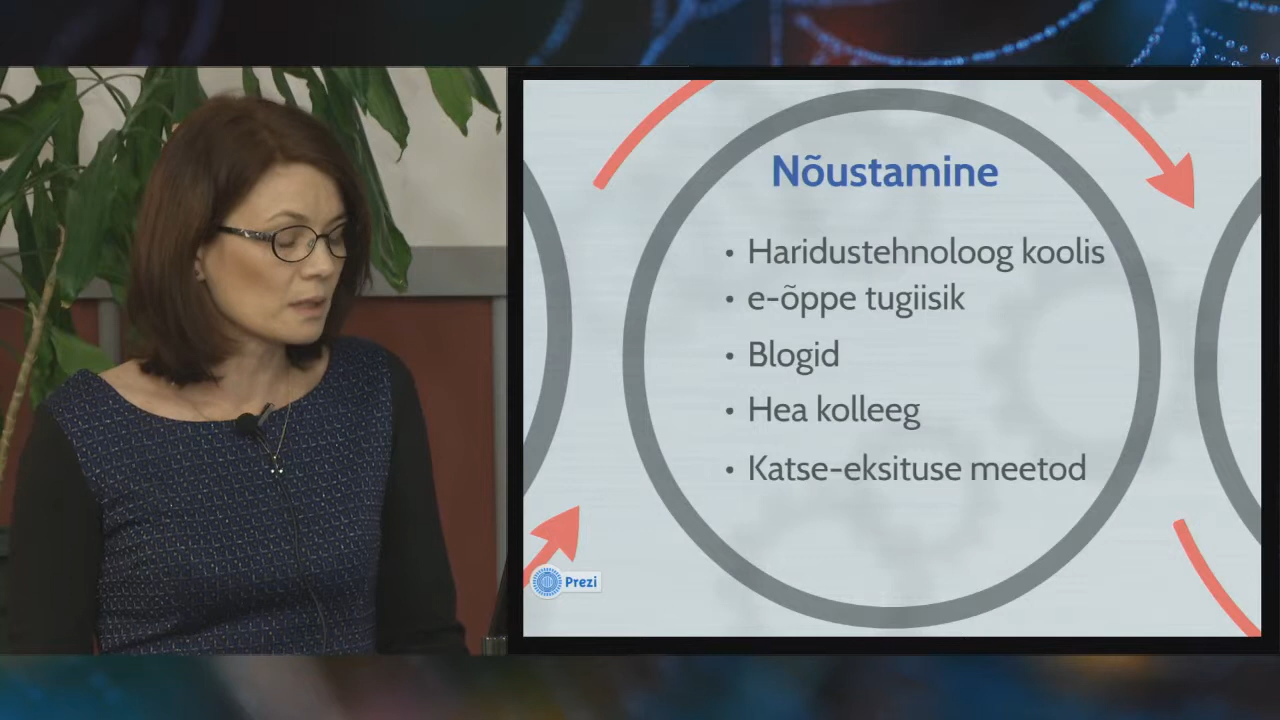 Nõustamine
• Haridustehnoloog koolis
• e-õppe tugiisik
• Blogid
• Hea kolleeg
• Katse-eksituse meetod
Prezi